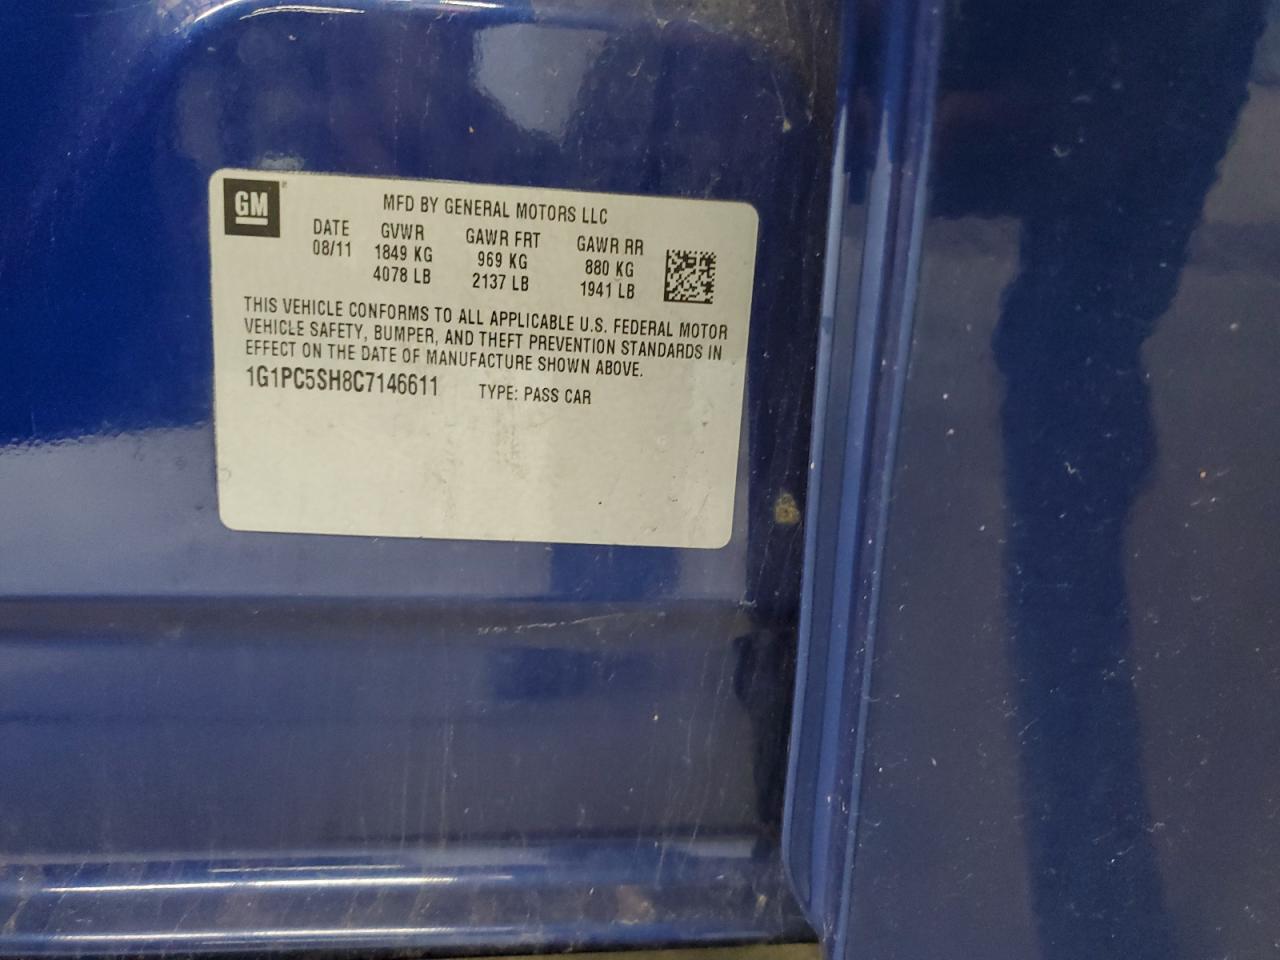 GM
MFD BY GENERAL MOTORS LLC
DATE GVWR GAWR FRT GAWR RR
08/11 1849 KG 969 KG 880 KG
4078 LB 2137 LB 1941 LB
THIS VEHICLE CONFORMS TO ALL APPLICABLE U.S. FEDERAL MOTOR
VEHICLE SAFETY, BUMPER, AND THEFT PREVENTION STANDARDS IN
EFFECT ON THE DATE OF MANUFACTURE SHOWN ABOVE.
1G1PC5SH8C7146611 TYPE: PASS CAR